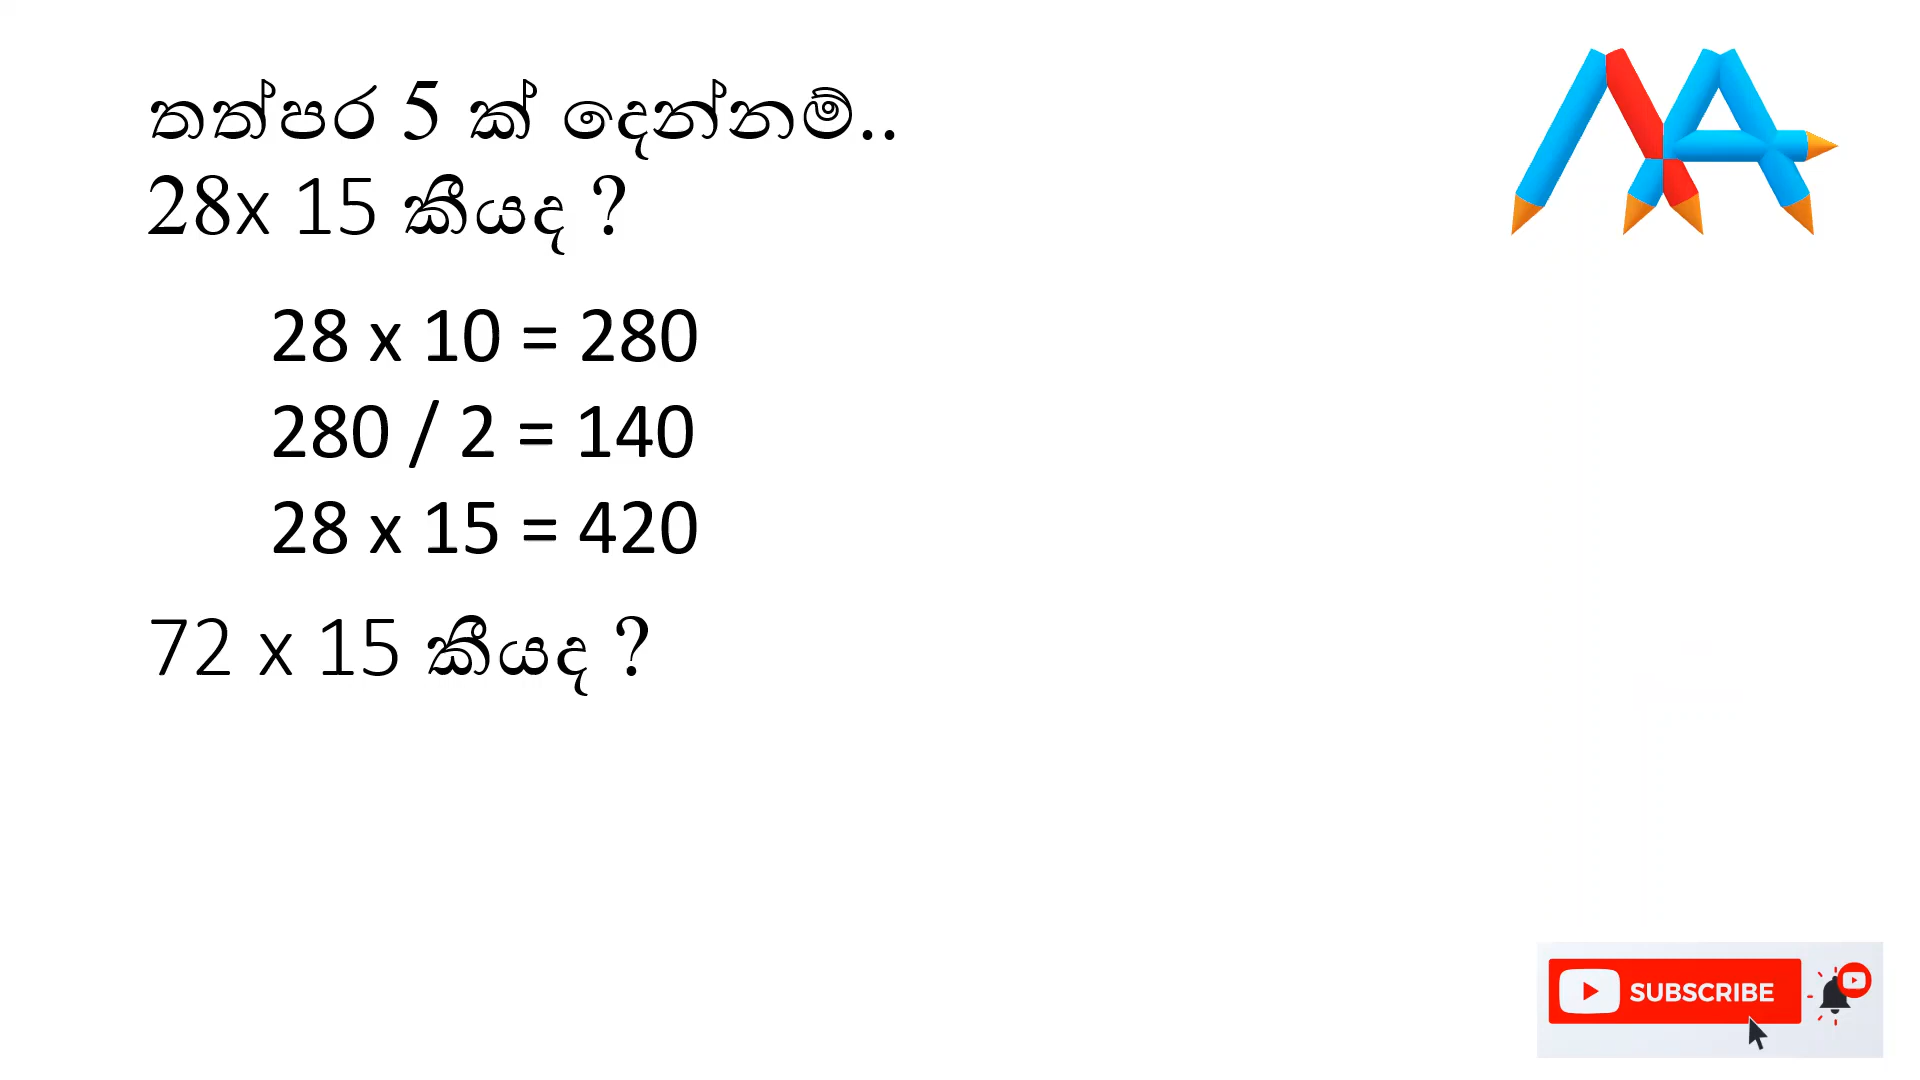 තත්පර 5 ක් දෙන්නම්..
28x 15 කීයද ?
28 x 10 = 280
280 / 2 = 140
28 x 15 = 420
72 x 15 කීයද ?
SUBSCRIBE